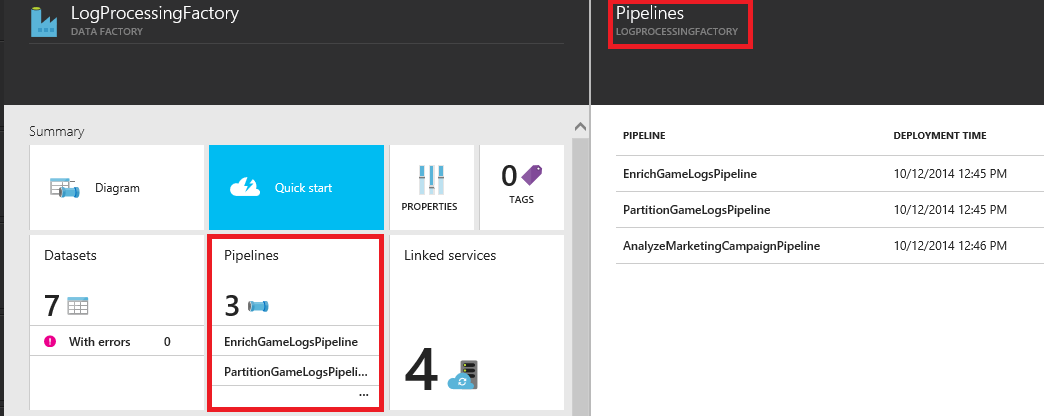 LogProcessingFactory
DATA FACTORY
Summary
Diagram
Quick start
PROPERTIES
0
TAGS
Datasets
7
With errors 0
Pipelines
3
EnrichGameLogsPipeline
PartitionGameLogsPipeli...
...
Linked services
4
Pipelines
LOGPROCESSINGFACTORY
PIPELINE DEPLOYMENT TIME
EnrichGameLogsPipeline 10/12/2014 12:45 PM
PartitionGameLogsPipeline 10/12/2014 12:45 PM
AnalyzeMarketingCampaignPipeline 10/12/2014 12:46 PM